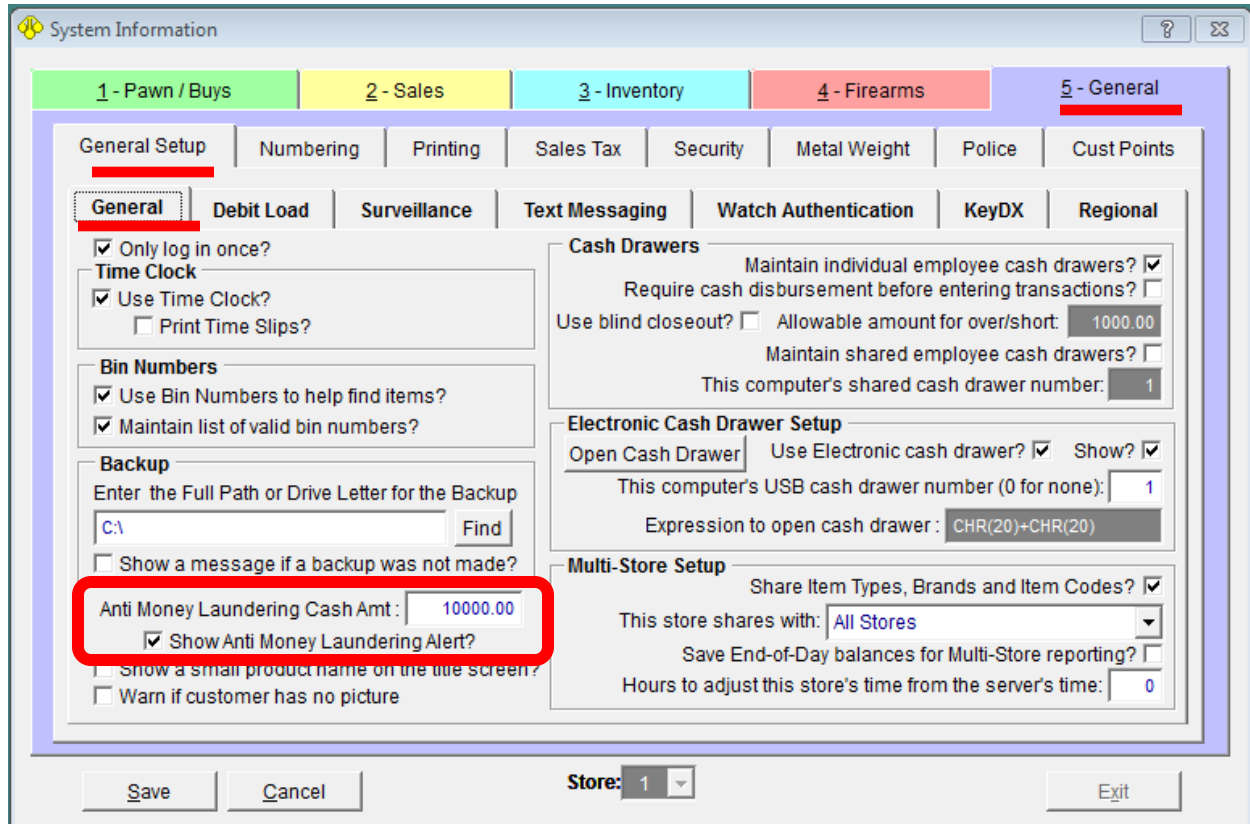 System Information
1 - Pawn / Buys
2 - Sales
3 - Inventory
4 - Firearms
5 - General
General Setup
Numbering
Printing
Sales Tax
Security
Metal Weight
Police
Cust Points
General
Debit Load
Surveillance
Text Messaging
Watch Authentication
KeyDX
Regional
Only log in once?
Time Clock
Use Time Clock?
Print Time Slips?
Bin Numbers
Use Bin Numbers to help find items?
Maintain list of valid bin numbers?
Backup
Enter the Full Path or Drive Letter for the Backup
C:\
Find
Show a message if a backup was not made?
Anti Money Laundering Cash Amt : 10000.00
Show Anti Money Laundering Alert?
Show a small product name on the title screen?
Warn if customer has no picture
Cash Drawers
Maintain individual employee cash drawers?
Require cash disbursement before entering transactions?
Use blind closeout? Allowable amount for over/short: 1000.00
Maintain shared employee cash drawers?
This computer's shared cash drawer number: 1
Electronic Cash Drawer Setup
Open Cash Drawer Use Electronic cash drawer? Show?
This computer's USB cash drawer number (0 for none): 1
Expression to open cash drawer : CHR(20)+CHR(20)
Multi-Store Setup
Share Item Types, Brands and Item Codes?
This store shares with: All Stores
Save End-of-Day balances for Multi-Store reporting?
Hours to adjust this store's time from the server's time: 0
Save
Cancel
Store: 1
Exit